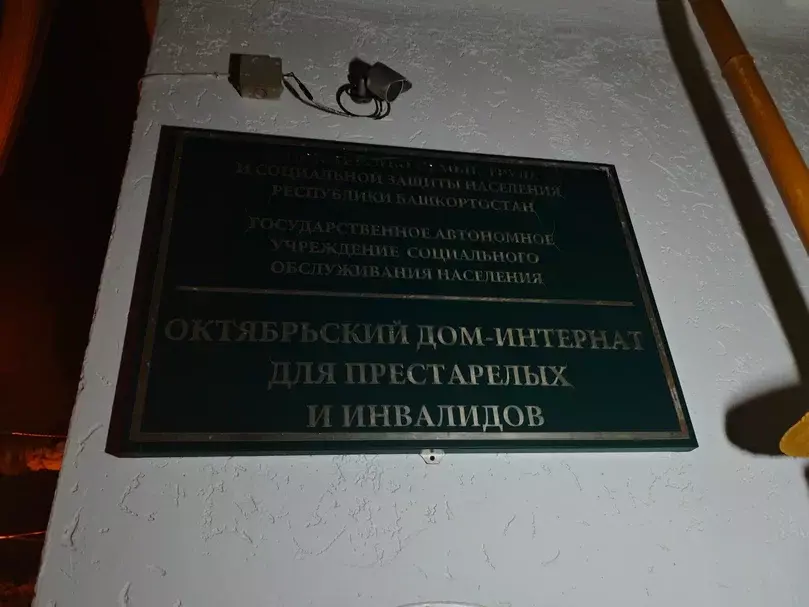 И СОЦИАЛЬНОЙ ЗАЩИТЫ НАСЕЛЕНИЯ
РЕСПУБЛИКИ БАШКОРТОСТАН
ГОСУДАРСТВЕННОЕ АВТОНОМНОЕ
УЧРЕЖДЕНИЕ СОЦИАЛЬНОГО
ОБСЛУЖИВАНИЯ НАСЕЛЕНИЯ
ОКТЯБРЬСКИЙ ДОМ-ИНТЕРНАТ
ДЛЯ ПРЕСТАРЕЛЫХ
И ИНВАЛИДОВ